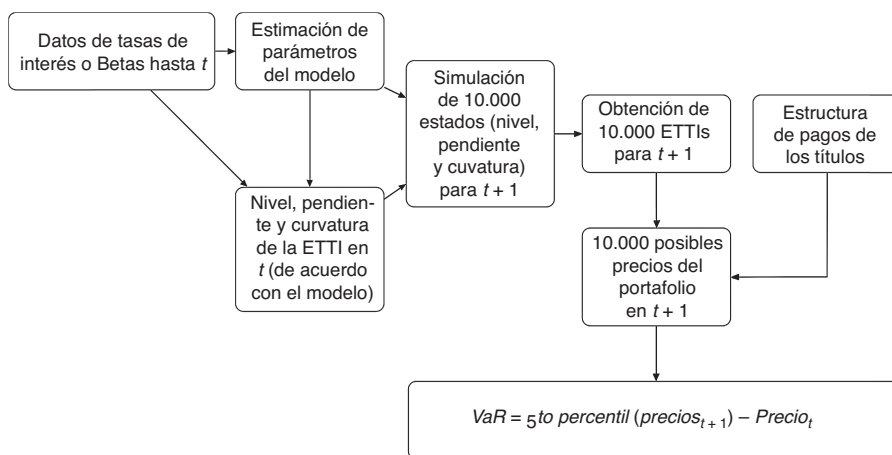 Datos de tasas de
interés o Betas hasta t
Estimación de
parámetros
del modelo
Simulación
de 10.000
estados (nivel,
pendiente
y cuvatura)
para t + 1
Obtención de
10.000 ETTIs
para t + 1
Estructura
de pagos de
los títulos
Nivel, pendien-
te y curvatura
de la ETTI en
t (de acuerdo
con el modelo)
10.000 posibles
precios del
portafolio
en t + 1
VaR = 5to percentil (precios t + 1) – Precio t